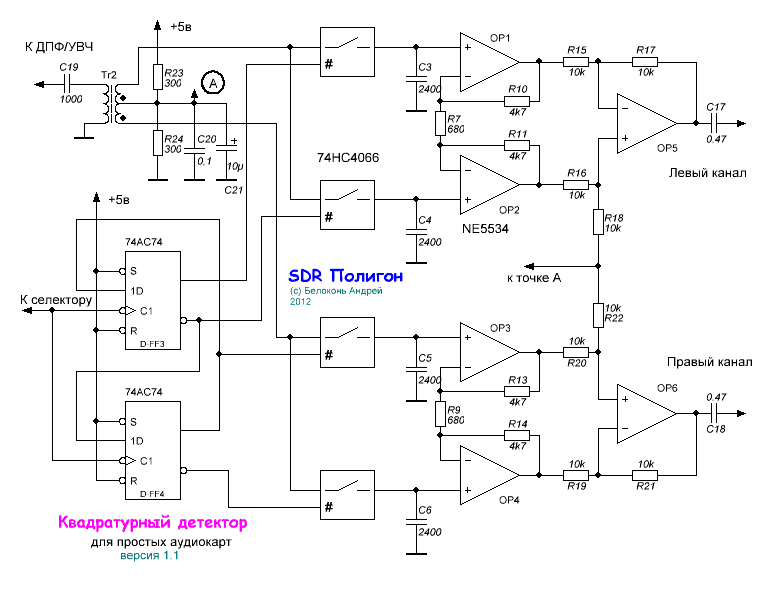 +5в
К ДПФ/УВЧ
C19
1000
Tr2
R23
300
A
R24
300
C20
0,1
+
10µ
C21
#
74HC4066
#
C3
2400
C4
2400
+
−
OP1
R10
4k7
R7
680
R11
4k7
−
+
OP2
NE5534
R15
10k
R17
10k
−
+
OP5
C17
0.47
R16
10k
Левый канал
R18
10k
к точке А
10k
R22
+5в
74AC74
S
1D
C1
R
D-FF3
К селектору
SDR Полигон
(c) Белоконь Андрей
2012
74AC74
S
1D
C1
R
D-FF4
#
#
C5
2400
C6
2400
+
−
OP3
R13
4k7
R9
680
R14
4k7
−
+
OP4
10k
R20
Правый канал
OP6
+
−
0.47
C18
10k
R19
10k
R21
Квадратурный детектор
для простых аудиокарт
версия 1.1